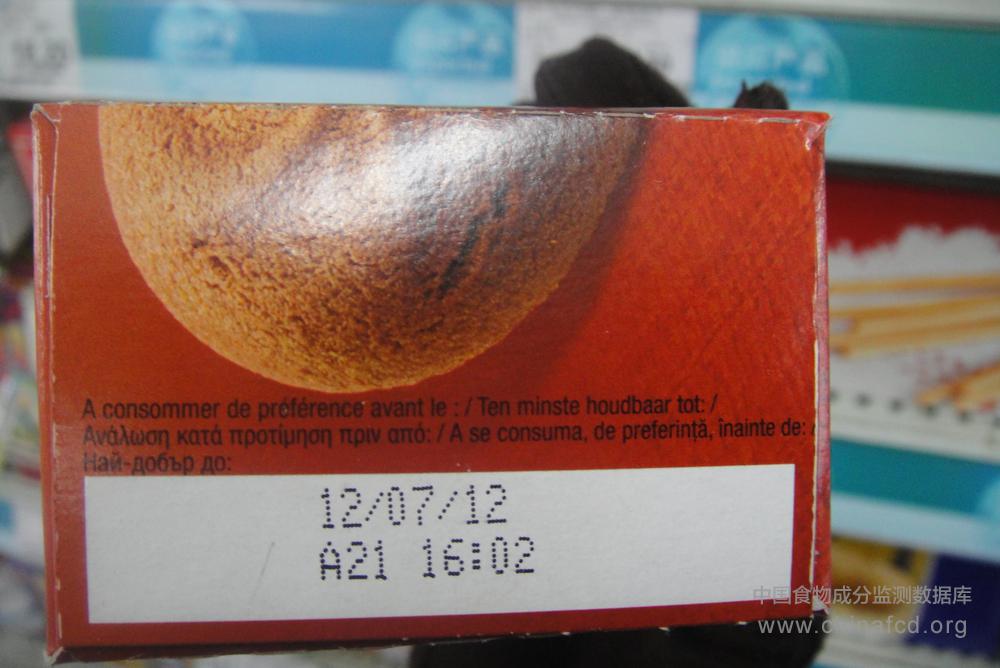 A consommer de préférence avant le : / Ten minste houdbaar tot: /
Ανάλωση κατά προτίμηση πριν από: / A se consuma, de preferinţă, înainte de: /
Най-добър до:
12/07/12
A21 16:02
中国食物成分监测数据库
www.chinafcd.org